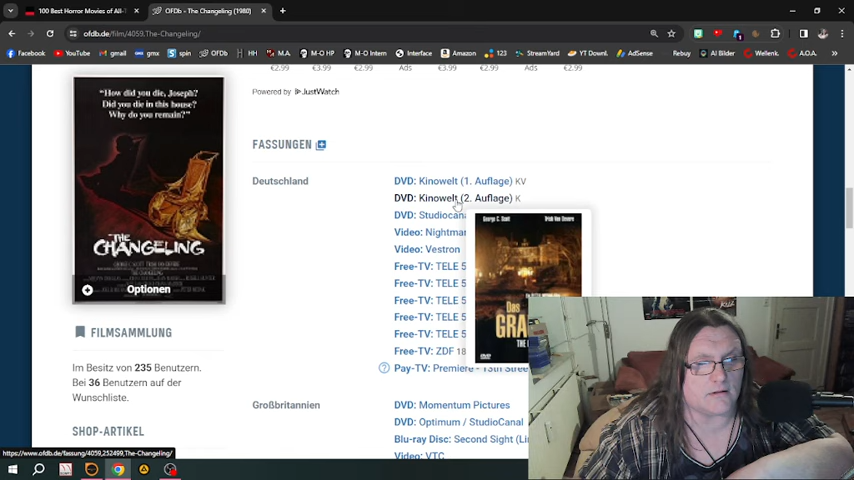 100 Best Horror Movies of All-T
OFDb - The Changeling (1980)
ofdb.de/film/4059,The-Changeling/
Facebook
YouTube
gmail
gmx
spin
OFDb
HH
M.A.
M-O HP
M-O Intern
Interface
Amazon
123
StreamYard
YT Downl.
AdSense
Rebuy
AI Bilder
Wellenk.
A.O.A.
€2.99
€3.99
€2.99
Ads
€3.99
€2.99
Ads
€2.99
Powered by JustWatch
"How did you die, Joseph?
Did you die in this house?
Why do you remain?"
THE
CHANGELING
Optionen
FILMSAMMLUNG
Im Besitz von 235 Benutzern.
Bei 36 Benutzern auf der
Wunschliste.
SHOP-ARTIKEL
FASSUNGEN
Deutschland
DVD: Kinowelt (1. Auflage) KV
DVD: Kinowelt (2. Auflage) K
DVD: Studiocana
Video: Nightmar
Video: Vestron
Free-TV: TELE 5
Free-TV: TELE 5
Free-TV: TELE 5
Free-TV: TELE 5
Free-TV: TELE 5
Free-TV: ZDF 18
Pay-TV: Premiere - 13th Stree
George C. Scott
Trish Van Devere
Das
GRA
THE
DVD
Großbritannien
DVD: Momentum Pictures
DVD: Optimum / StudioCanal
Blu-ray Disc: Second Sight (Lin
Video: VTC
https://www.ofdb.de/fassung/4059,252499,The-Changeling/